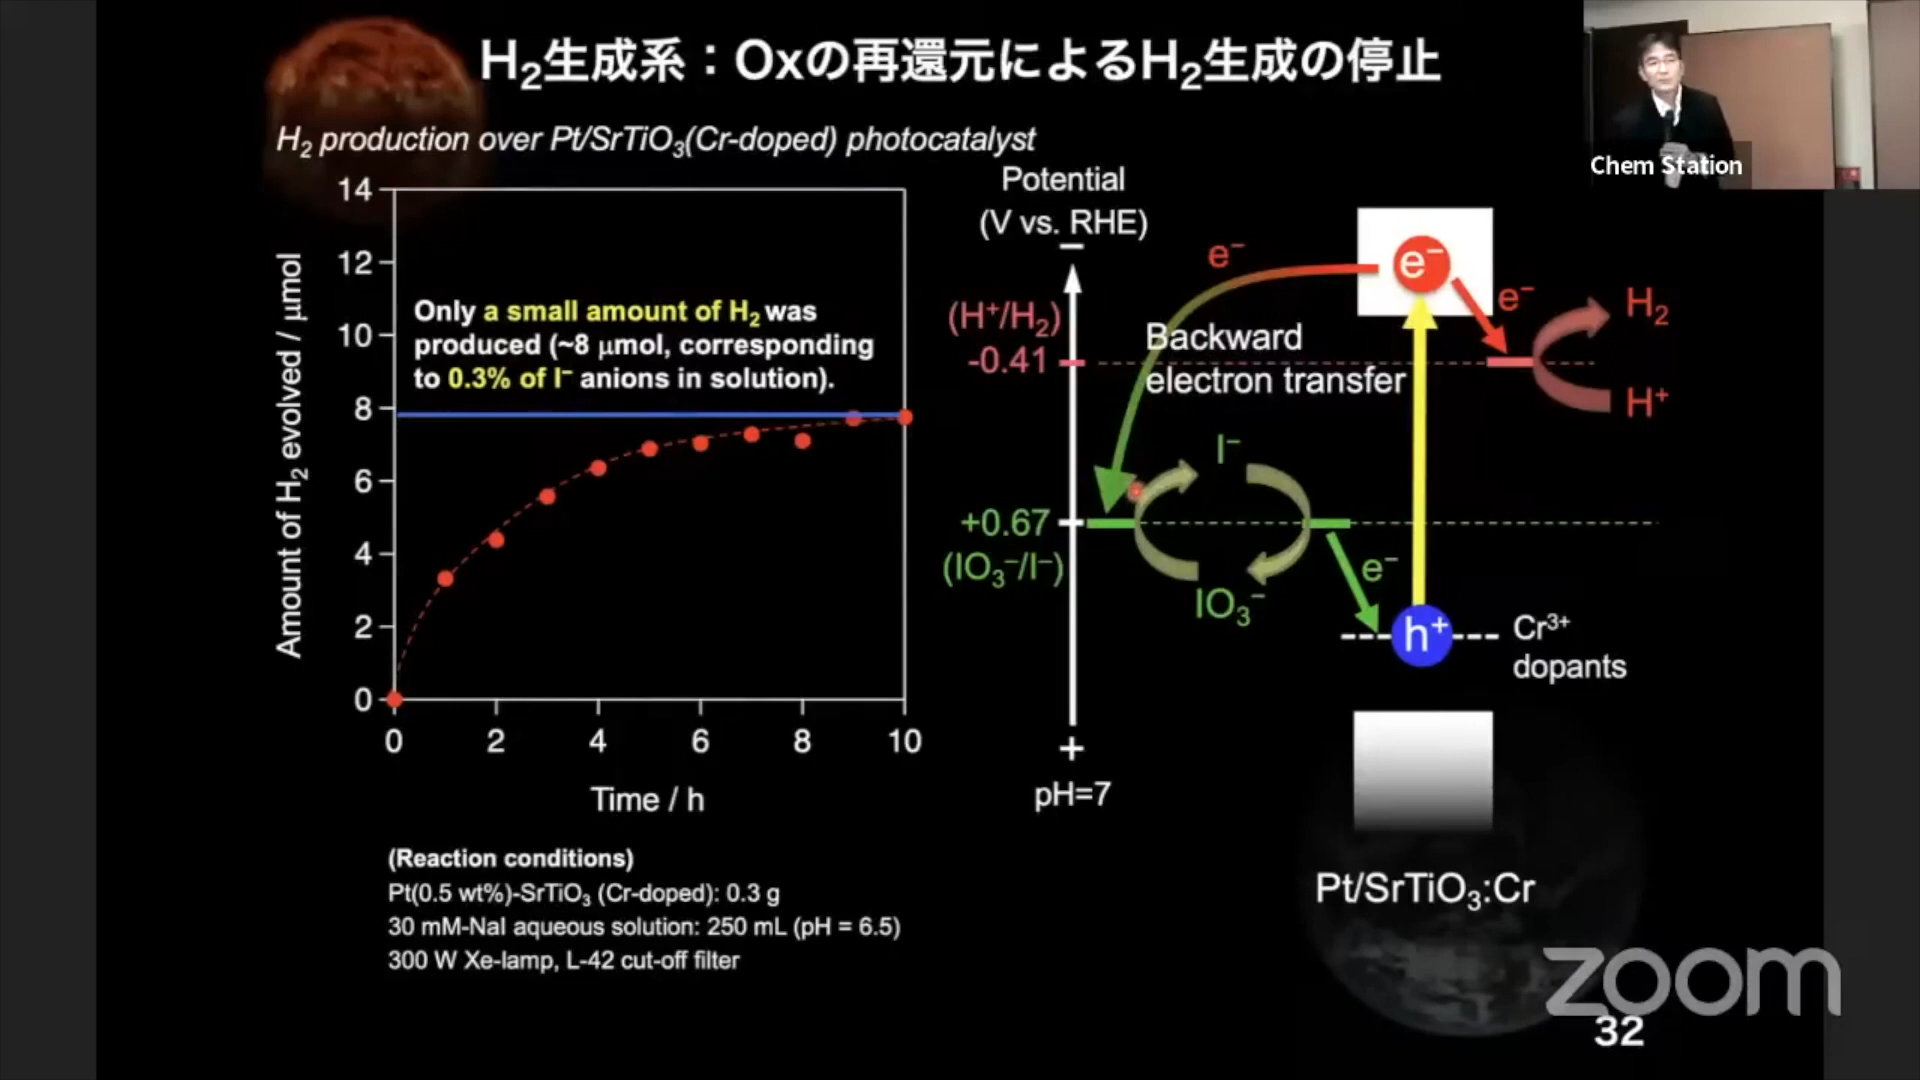 H₂生成系：Oxの再還元によるH₂生成の停止
H₂ production over Pt/SrTiO₃(Cr-doped) photocatalyst
Chem Station
14
12
10
8
6
4
2
0
Amount of H₂ evolved / μmol
Only a small amount of H₂ was
produced (~8 μmol, corresponding
to 0.3% of I⁻ anions in solution).
0 2 4 6 8 10
Time / h
(Reaction conditions)
Pt(0.5 wt%)-SrTiO₃ (Cr-doped): 0.3 g
30 mM-NaI aqueous solution: 250 mL (pH = 6.5)
300 W Xe-lamp, L-42 cut-off filter
Potential
(V vs. RHE)
−
e⁻
e⁻
e⁻
H₂
H⁺
(H⁺/H₂)
-0.41
Backward
electron transfer
I⁻
+0.67
(IO₃⁻/I⁻)
IO₃⁻
e⁻
h⁺
Cr³⁺
dopants
+
pH=7
Pt/SrTiO₃:Cr
zoom
32